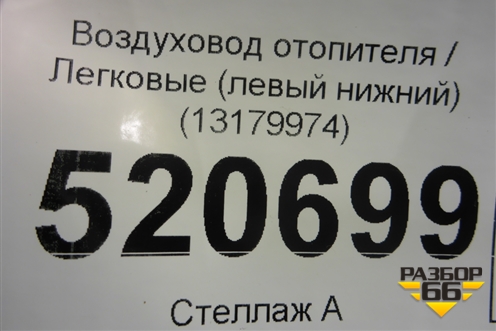 Воздуховод отопителя /
Легковые (левый нижний)
(13179974)
520699
РАЗБОР
66
Стеллаж А